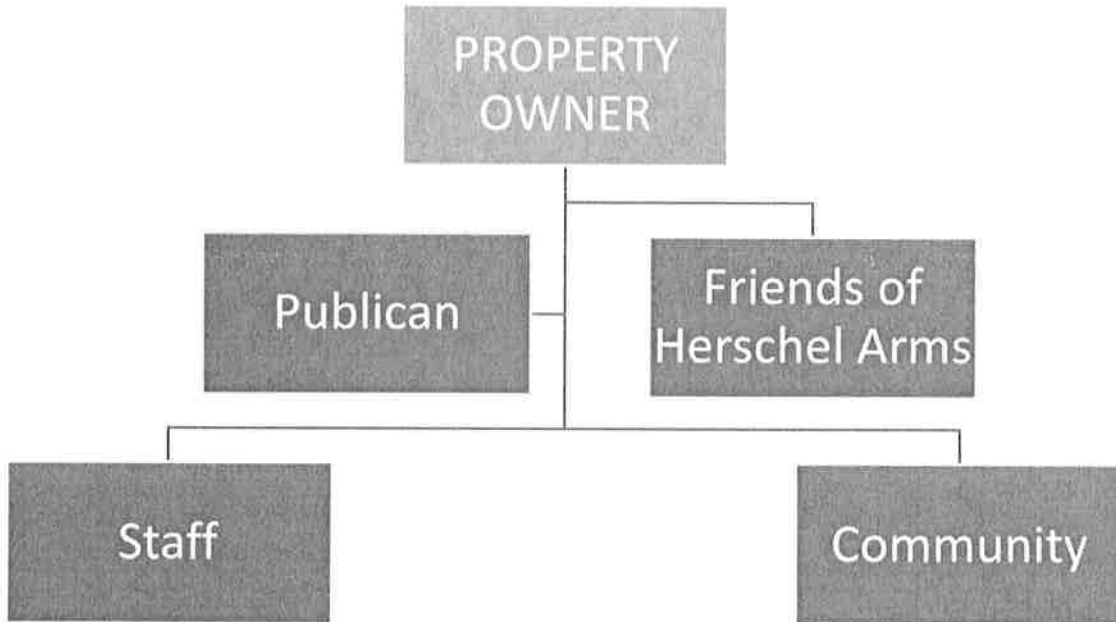 PROPERTY
OWNER
Publican
Friends of
Herschel Arms
Staff
Community